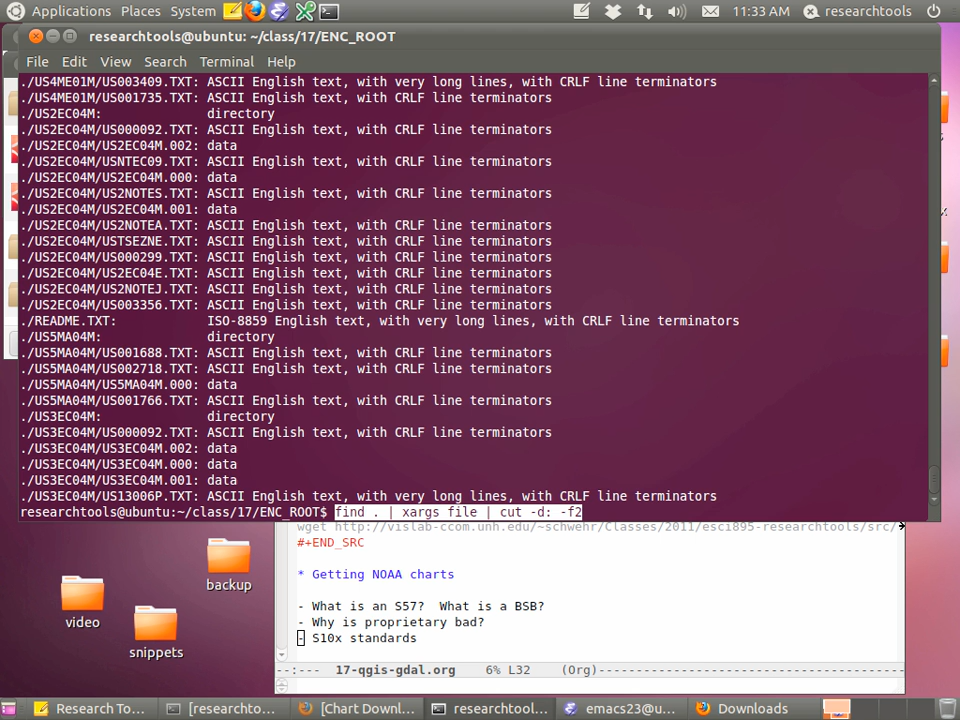 Applications Places System 11:33 AM researchtools
researchtools@ubuntu: ~/class/17/ENC_ROOT
File Edit View Search Terminal Help
./US4ME01M/US003409.TXT: ASCII English text, with very long lines, with CRLF line terminators
./US4ME01M/US001735.TXT: ASCII English text, with CRLF line terminators
./US2EC04M: directory
./US2EC04M/US000092.TXT: ASCII English text, with CRLF line terminators
./US2EC04M/US2EC04M.002: data
./US2EC04M/USNTEC09.TXT: ASCII English text, with CRLF line terminators
./US2EC04M/US2EC04M.000: data
./US2EC04M/US2NOTES.TXT: ASCII English text, with CRLF line terminators
./US2EC04M/US2EC04M.001: data
./US2EC04M/US2NOTEA.TXT: ASCII English text, with CRLF line terminators
./US2EC04M/USTSEZNE.TXT: ASCII English text, with CRLF line terminators
./US2EC04M/US000299.TXT: ASCII English text, with CRLF line terminators
./US2EC04M/US2EC04E.TXT: ASCII English text, with CRLF line terminators
./US2EC04M/US2NOTEJ.TXT: ASCII English text, with CRLF line terminators
./US2EC04M/US003356.TXT: ASCII English text, with CRLF line terminators
./README.TXT: ISO-8859 English text, with very long lines, with CRLF line terminators
./US5MA04M: directory
./US5MA04M/US001688.TXT: ASCII English text, with CRLF line terminators
./US5MA04M/US002718.TXT: ASCII English text, with CRLF line terminators
./US5MA04M/US5MA04M.000: data
./US5MA04M/US001766.TXT: ASCII English text, with CRLF line terminators
./US3EC04M: directory
./US3EC04M/US000092.TXT: ASCII English text, with CRLF line terminators
./US3EC04M/US3EC04M.002: data
./US3EC04M/US3EC04M.000: data
./US3EC04M/US3EC04M.001: data
./US3EC04M/US13006P.TXT: ASCII English text, with very long lines, with CRLF line terminators
researchtools@ubuntu:~/class/17/ENC_ROOT$ find . | xargs file | cut -d: -f2
wget http://vislab-ccom.unh.edu/~schwehr/Classes/2011/esci895-researchtools/src/
#+END_SRC
* Getting NOAA charts
- What is an S57? What is a BSB?
- Why is proprietary bad?
- S10x standards
--:--- 17-qgis-gdal.org 6% L32 (Org)
backup
video
snippets
Research To... [researchto... [Chart Downl... researchtool... emacs23@u... Downloads